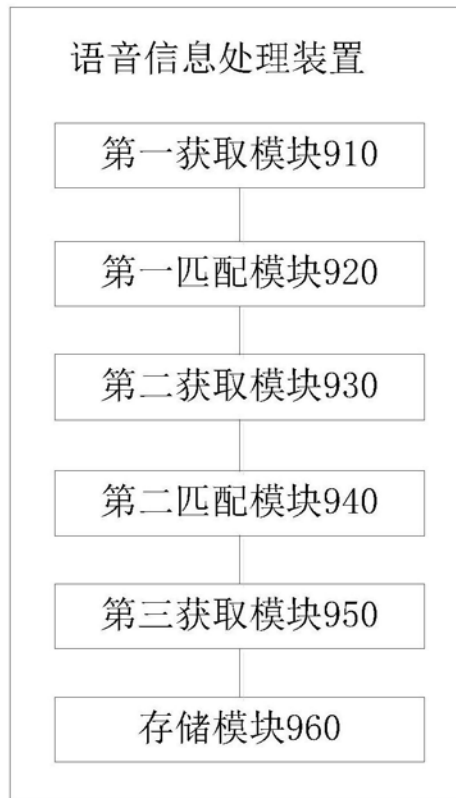 语音信息处理装置
第一获取模块910
第一匹配模块920
第二获取模块930
第二匹配模块940
第三获取模块950
存储模块960